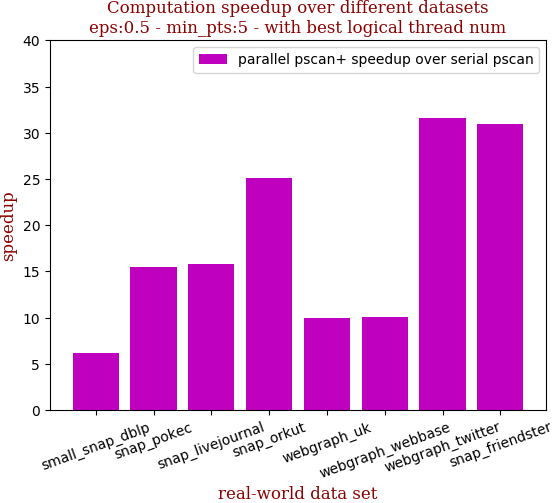 Computation speedup over different datasets
eps:0.5 - min_pts:5 - with best logical thread num
parallel pscan+ speedup over serial pscan
speedup
40
35
30
25
20
15
10
5
0
small_snap_dblp
snap_pokec
snap_livejournal
snap_orkut
webgraph_uk
webgraph_webbase
webgraph_twitter
snap_friendster
real-world data set